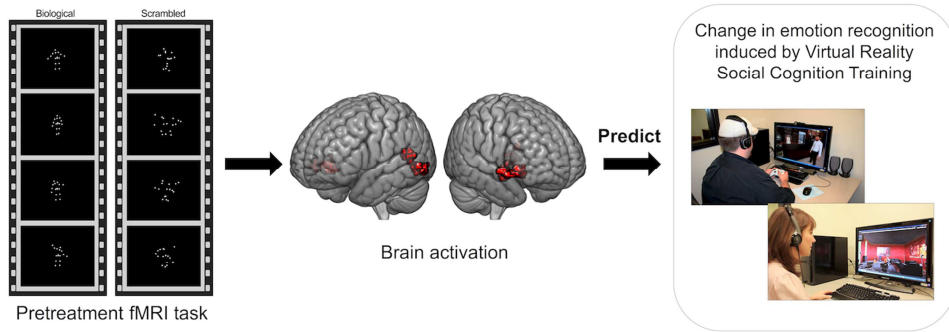 Biological
Scrambled
Pretreatment fMRI task
Brain activation
Predict
Change in emotion recognition
induced by Virtual Reality
Social Cognition Training